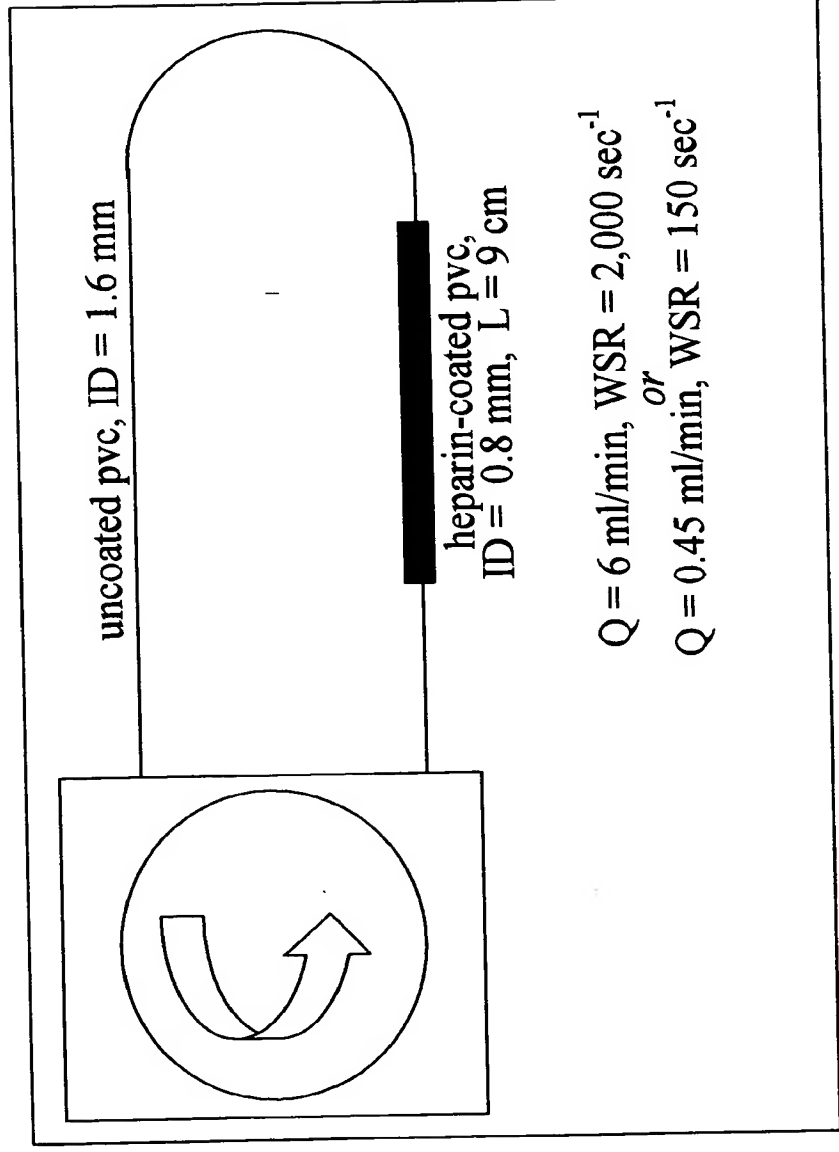 uncoated pvc, ID = 1.6 mm
heparin-coated pvc,
ID = 0.8 mm, L = 9 cm
Q = 6 ml/min, WSR = 2,000 sec⁻¹
or
Q = 0.45 ml/min, WSR = 150 sec⁻¹